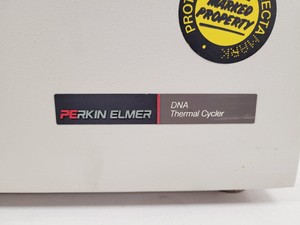 MARKED
PROPERTY
PERKIN ELMER
DNA
Thermal Cycler